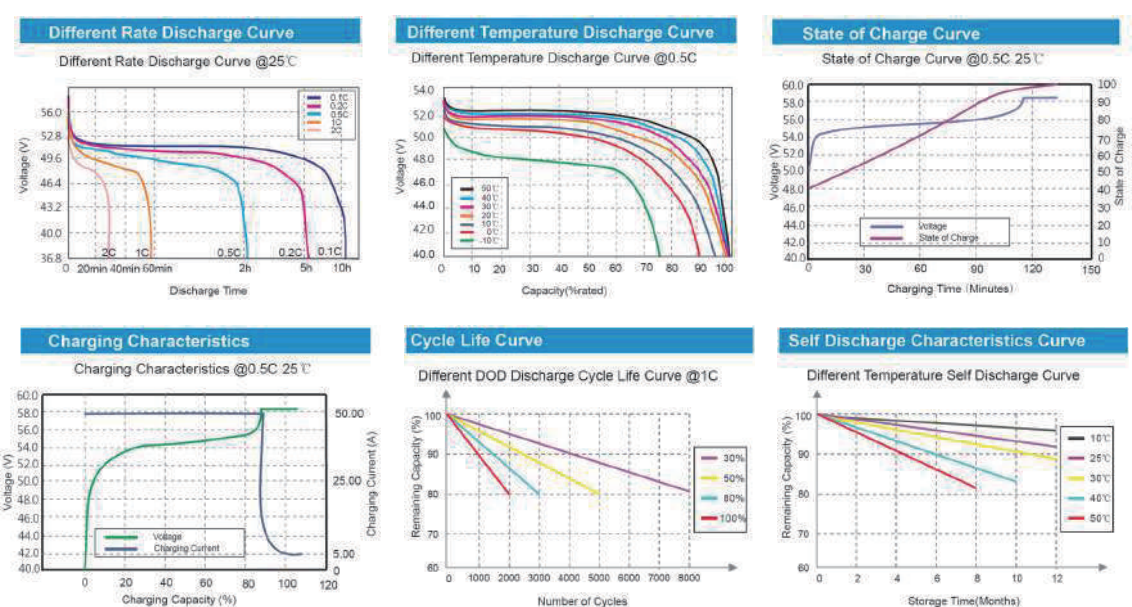 Different Rate Discharge Curve
Different Rate Discharge Curve @25℃
Voltage (V)
56.0
52.8
49.6
46.4
43.2
40.0
36.8
0.1C
0.2C
0.5C
1C
2C
2C
1C
0.5C
0.2C
0.1C
0 20min 40min 60min 2h 5h 10h
Discharge Time
Different Temperature Discharge Curve
Different Temperature Discharge Curve @0.5C
Voltage (V)
54.0
52.0
50.0
48.0
46.0
44.0
42.0
40.0
50℃
40℃
30℃
20℃
10℃
0℃
-10℃
0 10 20 30 40 50 60 70 80 90 100
Capacity(%rated)
State of Charge Curve
State of Charge Curve @0.5C 25℃
Voltage (V)
60.0
58.0
56.0
54.0
52.0
50.0
48.0
46.0
44.0
42.0
40.0
100
90
80
70
60
50
40
30
20
10
0
State of Charge
Voltage
State of Charge
0 30 60 90 120 150
Charging Time (Minutes)
Charging Characteristics
Charging Characteristics @0.5C 25℃
Voltage (V)
60.0
58.0
56.0
54.0
52.0
50.0
48.0
46.0
44.0
42.0
40.0
50.00
25.00
5.00
0
Charging Current (A)
Voltage
Charging Current
0 20 40 60 80 100 120
Charging Capacity (%)
Cycle Life Curve
Different DOD Discharge Cycle Life Curve @1C
Remaining Capacity (%)
100
90
80
70
60
30%
50%
80%
100%
0 1000 2000 3000 4000 5000 6000 7000 8000
Number of Cycles
Self Discharge Characteristics Curve
Different Temperature Self Discharge Curve
Remaining Capacity (%)
100
90
80
70
60
10℃
25℃
30℃
40℃
50℃
0 2 4 6 8 10 12
Storage Time(Months)